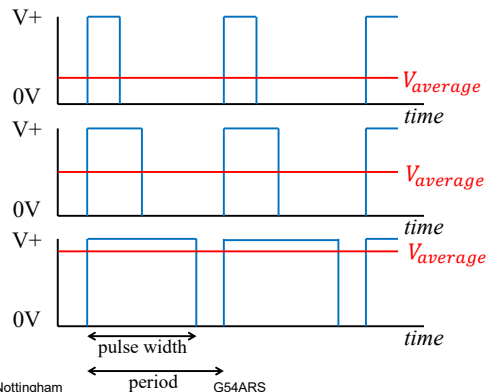 V+
V_average
0V
time
V+
V_average
0V
time
V+
V_average
0V
time
pulse width
period
Nottingham G54ARS